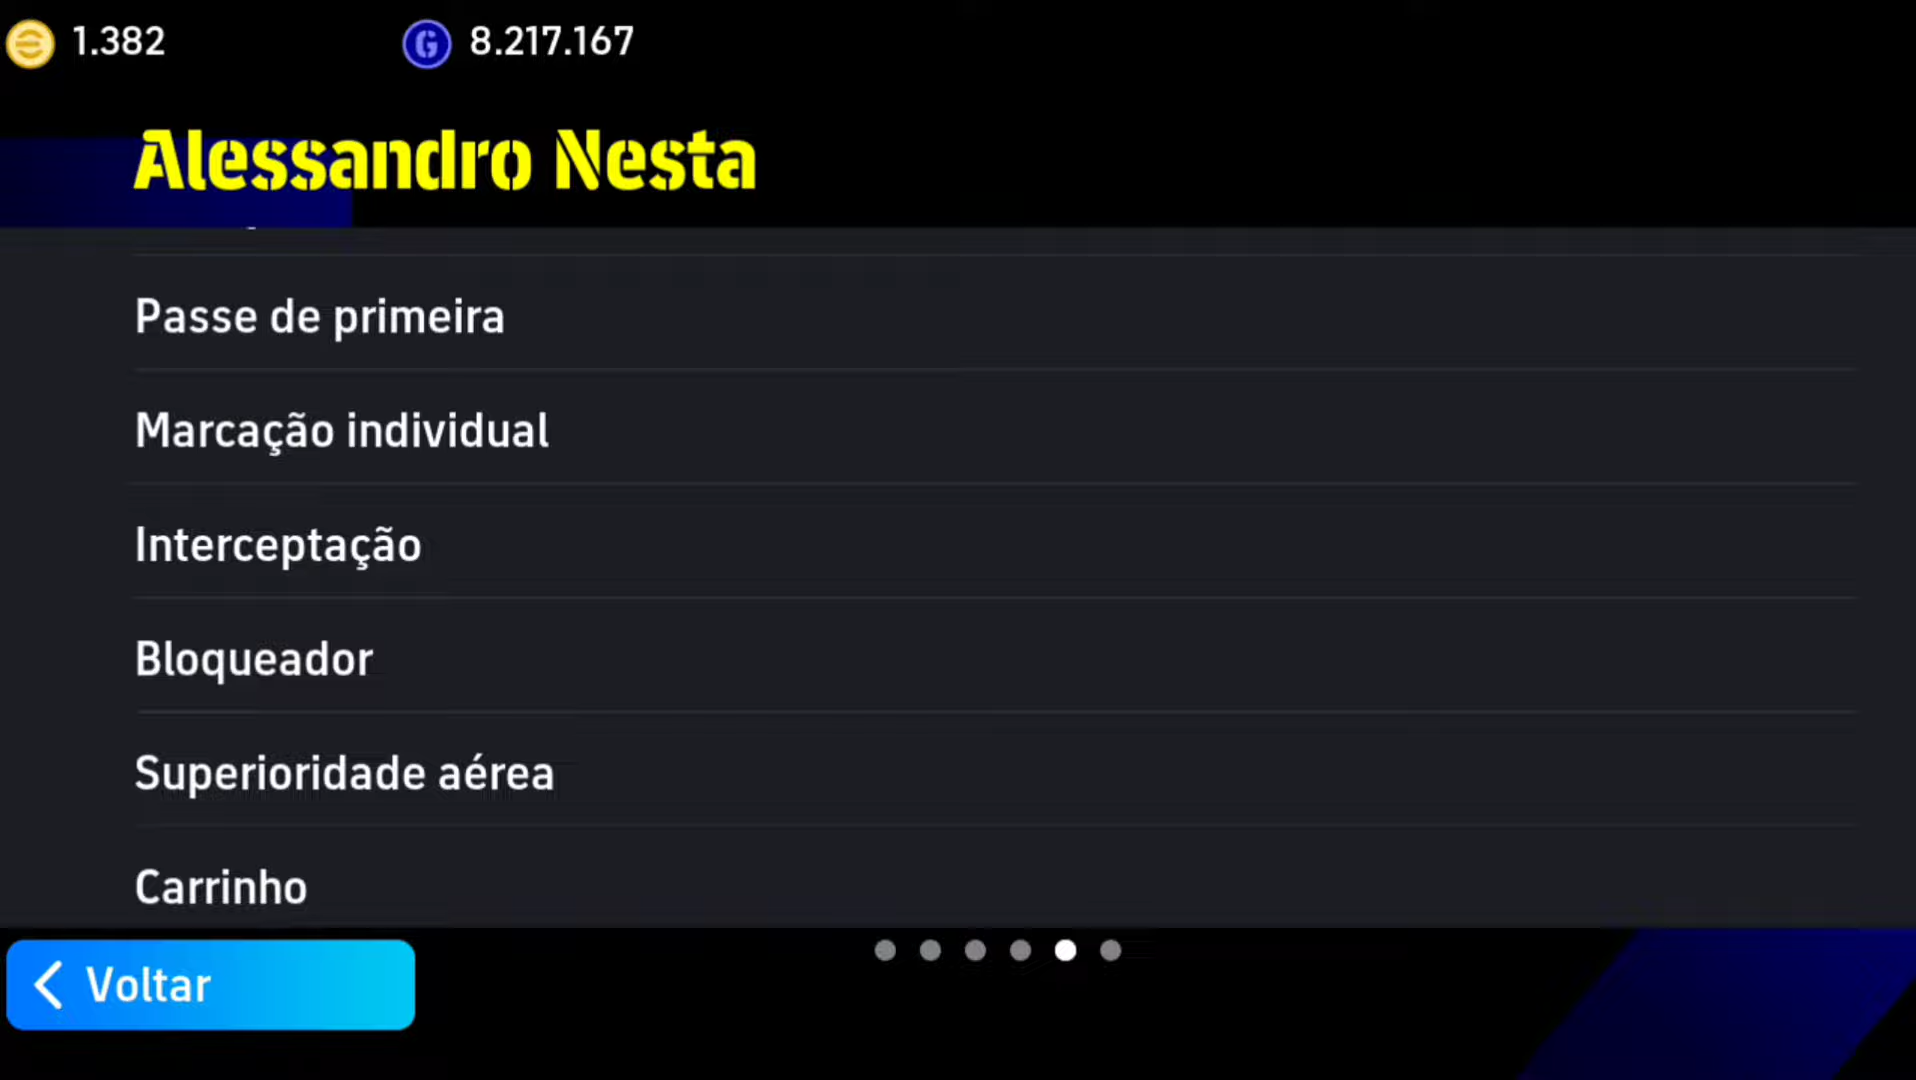 1.382
8.217.167
Alessandro Nesta
Passe de primeira
Marcação individual
Interceptação
Bloqueador
Superioridade aérea
Carrinho
Voltar